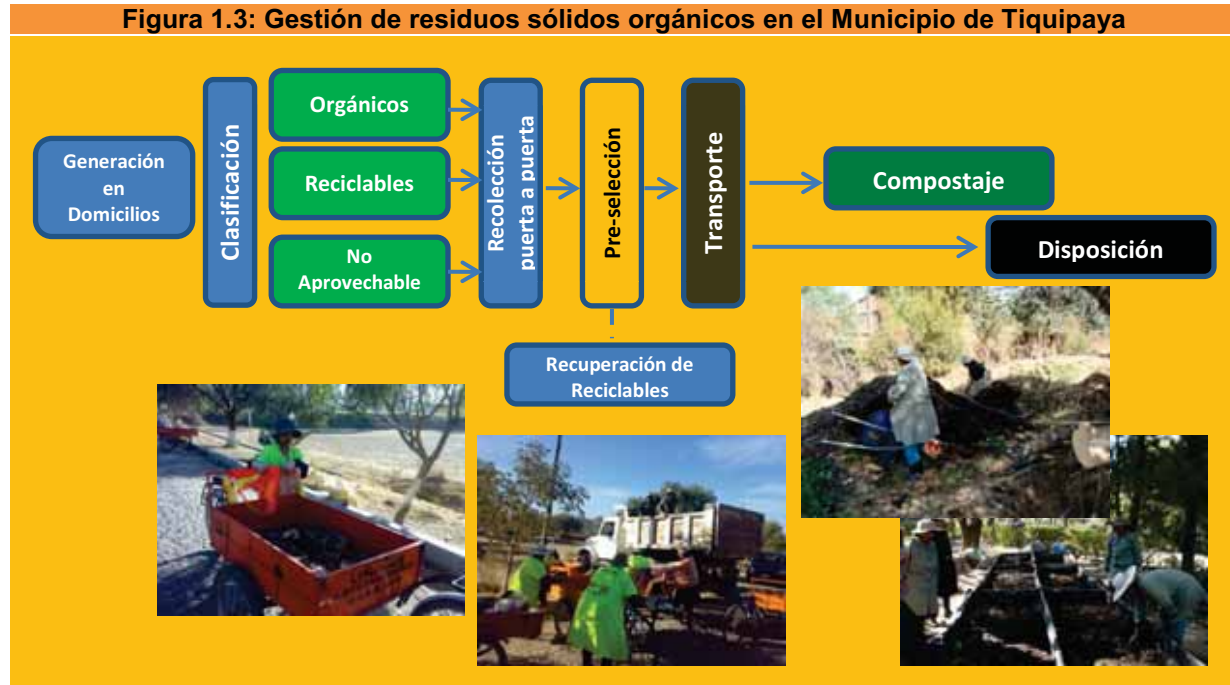 Figura 1.3: Gestión de residuos sólidos orgánicos en el Municipio de Tiquipaya
Generación
en
Domicilios
Clasificación
Orgánicos
Reciclables
No
Aprovechable
Recolección
puerta a puerta
Pre-selección
Recuperación de
Reciclables
Transporte
Compostaje
Disposición